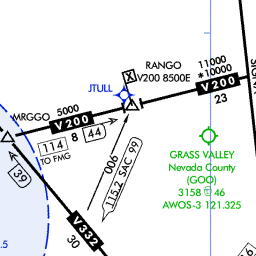 RANGO
V200 8500E
JTULL
11000
*10000
V200
23
MRGGO
5000
V200
8
44
114
TO FMG
39
006
115.2 SAC 99
V332
30
GRASS VALLEY
Nevada County
(GOO)
3158 46
AWOS-3 121.325
.5